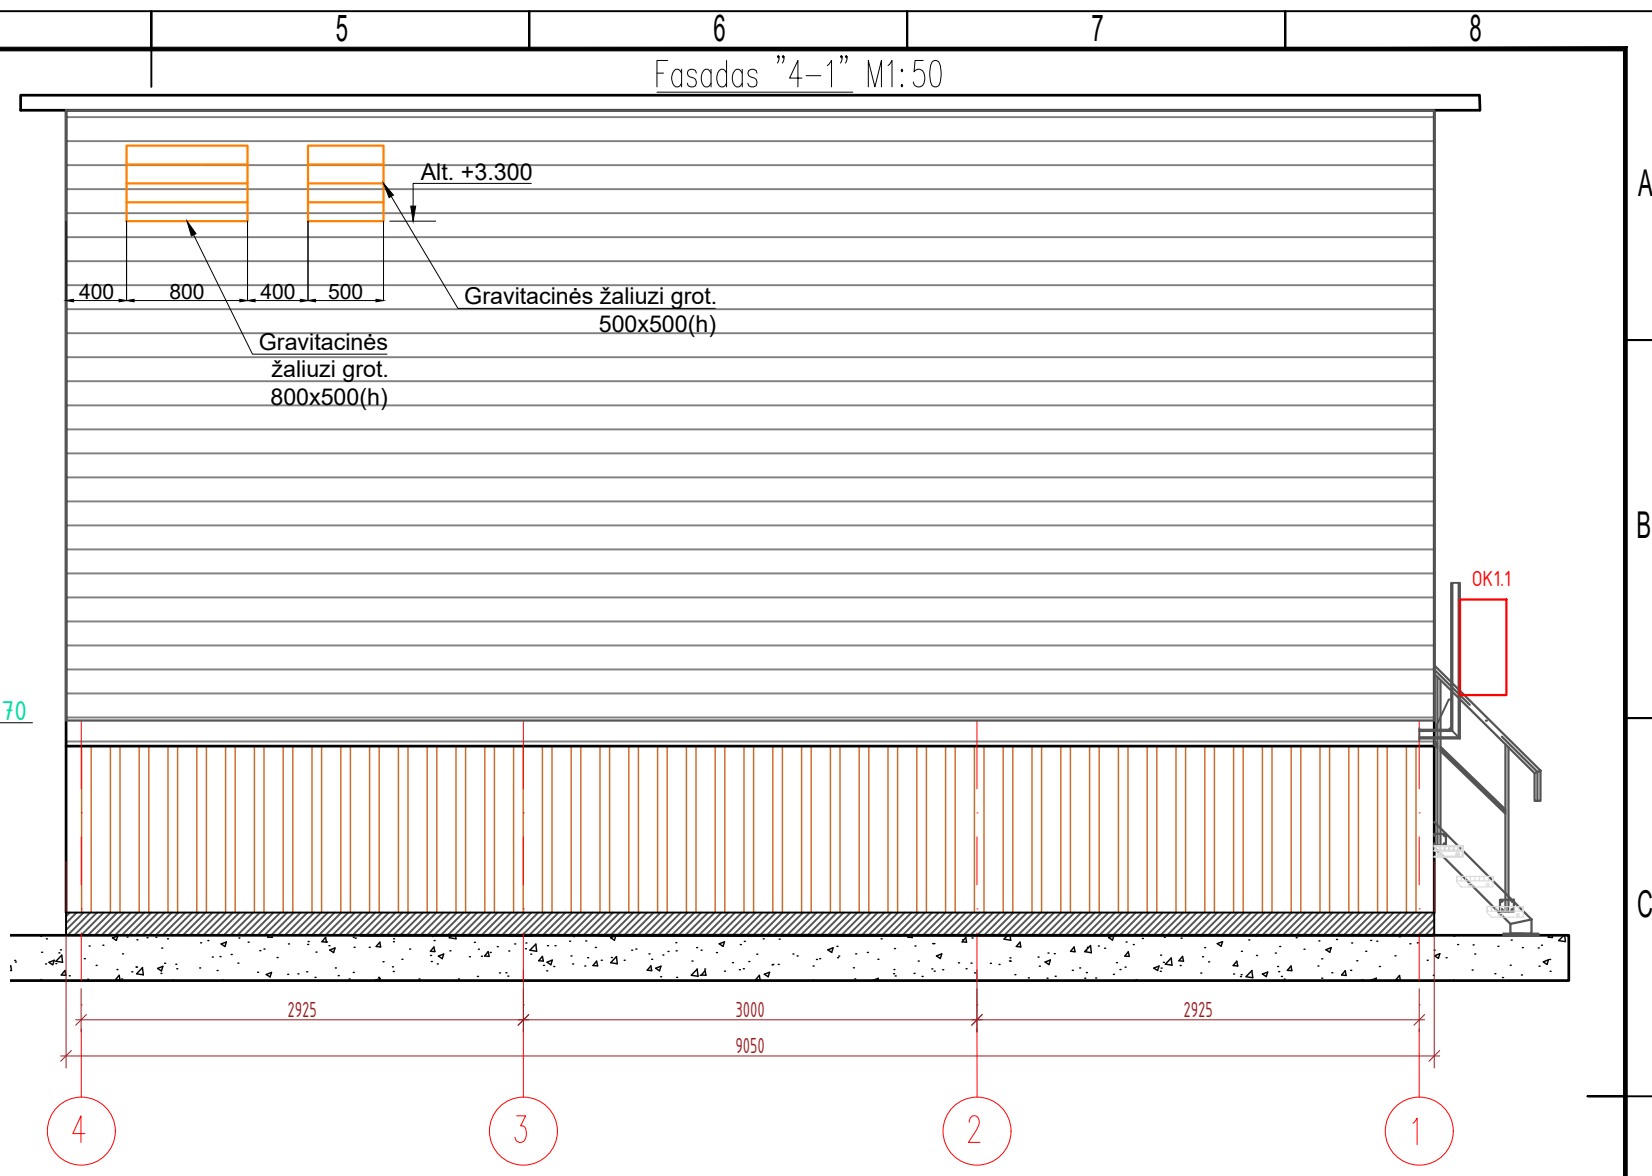 5 6 7 8
Fasadas "4-1" M1:50
A
Alt. +3.300
400 800 400 500
Gravitacinės žaliuzi grot.
500x500(h)
Gravitacinės
žaliuzi grot.
800x500(h)
B
OK1.1
70
C
2925 3000 2925
9050
4 3 2 1